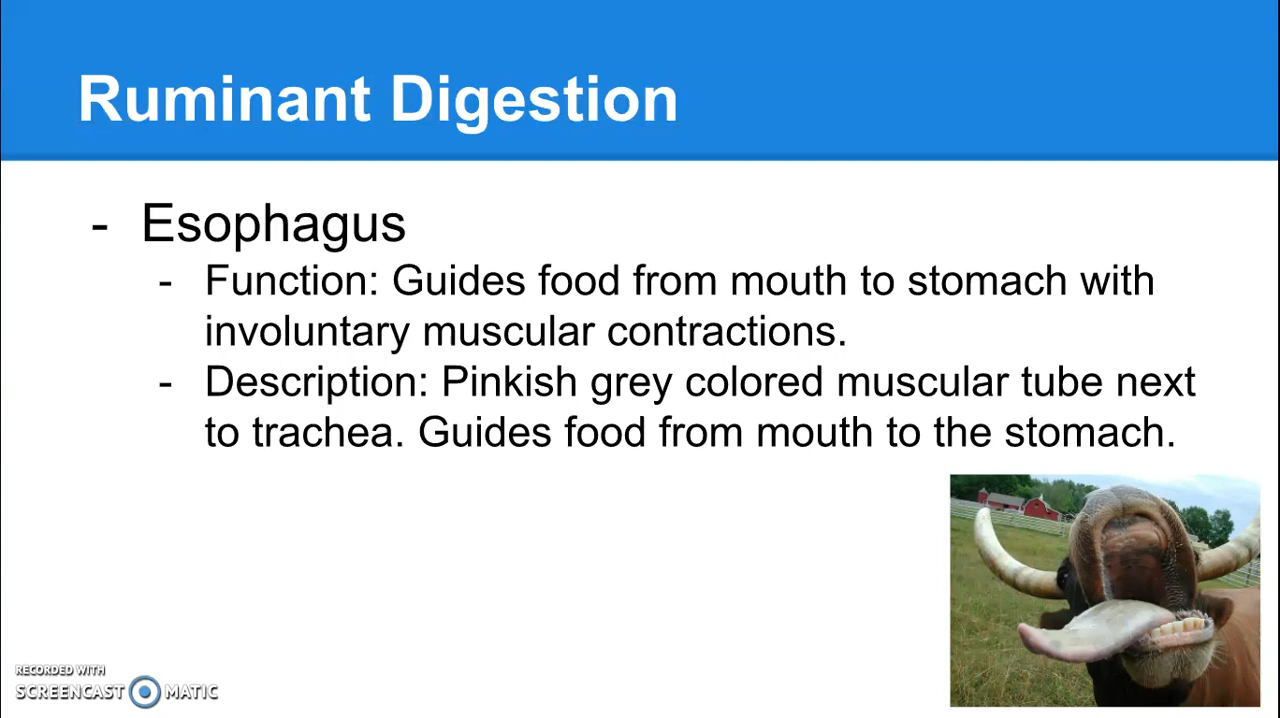 Ruminant Digestion
- Esophagus
- Function: Guides food from mouth to stomach with
involuntary muscular contractions.
- Description: Pinkish grey colored muscular tube next
to trachea. Guides food from mouth to the stomach.
RECORDED WITH
SCREENCAST MATIC